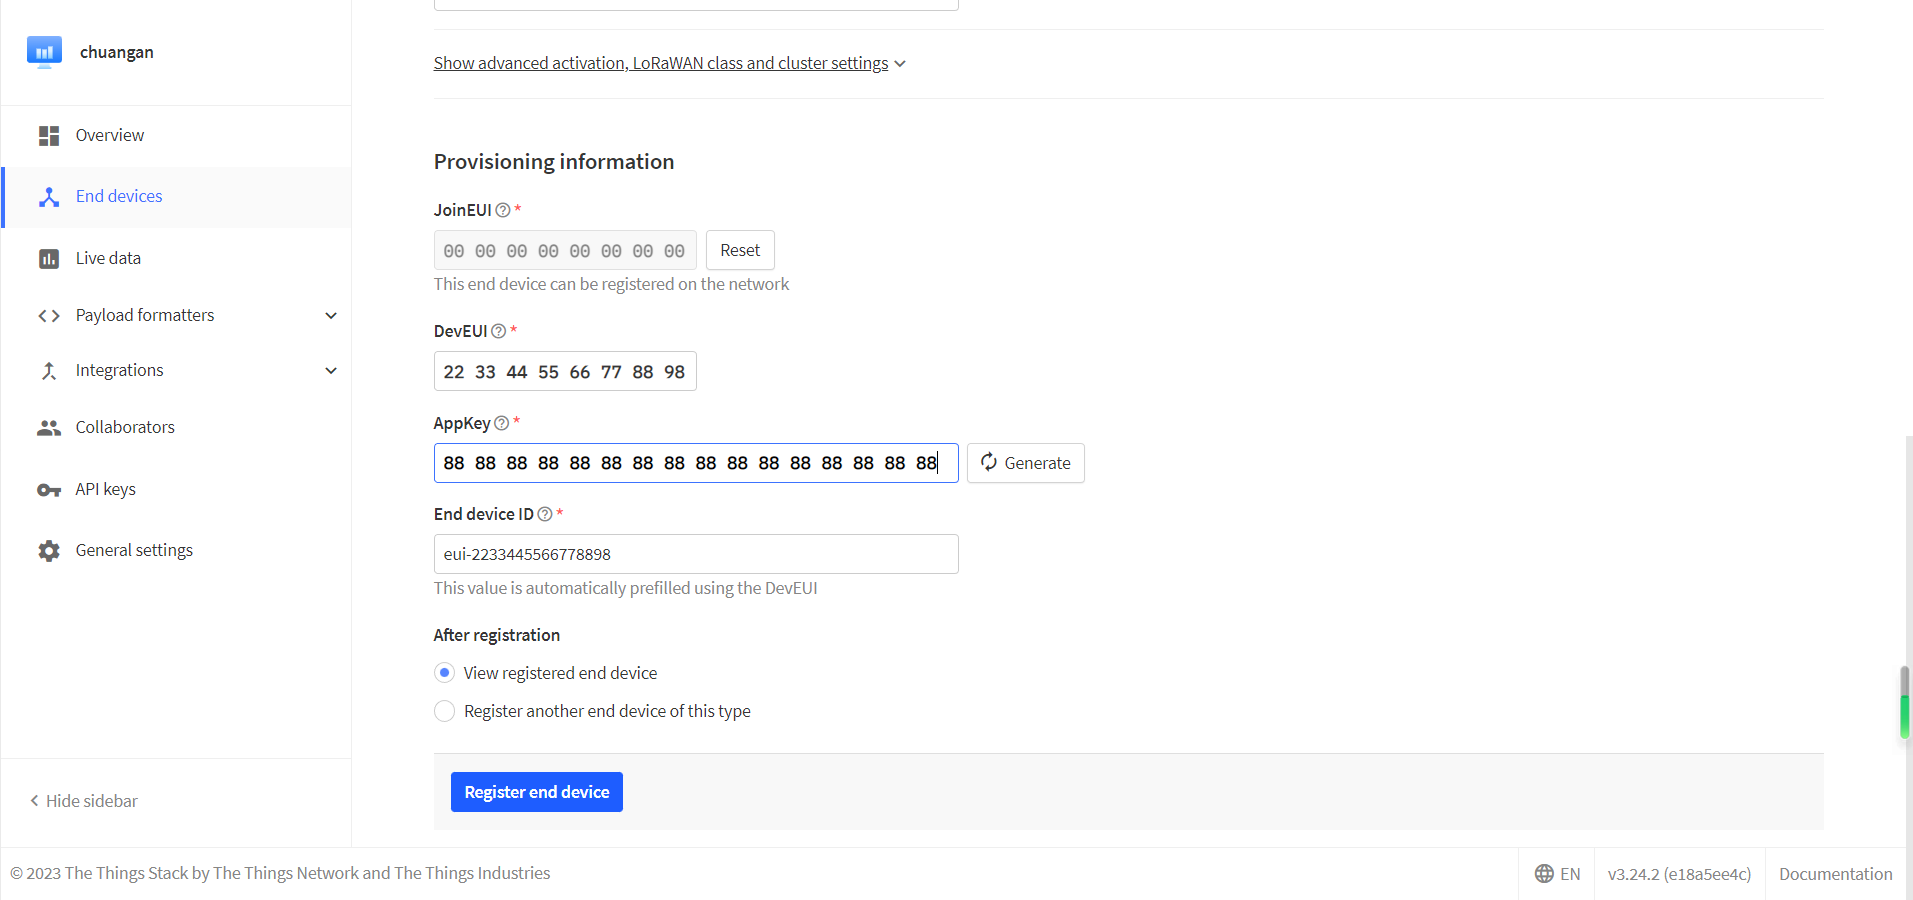 chuangan
Overview
End devices
Live data
Payload formatters
Integrations
Collaborators
API keys
General settings
Hide sidebar
Show advanced activation, LoRaWAN class and cluster settings
Provisioning information
JoinEUI *
00 00 00 00 00 00 00 00 Reset
This end device can be registered on the network
DevEUI *
22 33 44 55 66 77 88 98
AppKey *
88 88 88 88 88 88 88 88 88 88 88 88 88 88 88 88 Generate
End device ID *
eui-2233445566778898
This value is automatically prefilled using the DevEUI
After registration
View registered end device
Register another end device of this type
Register end device
© 2023 The Things Stack by The Things Network and The Things Industries
EN v3.24.2 (e18a5ee4c) Documentation